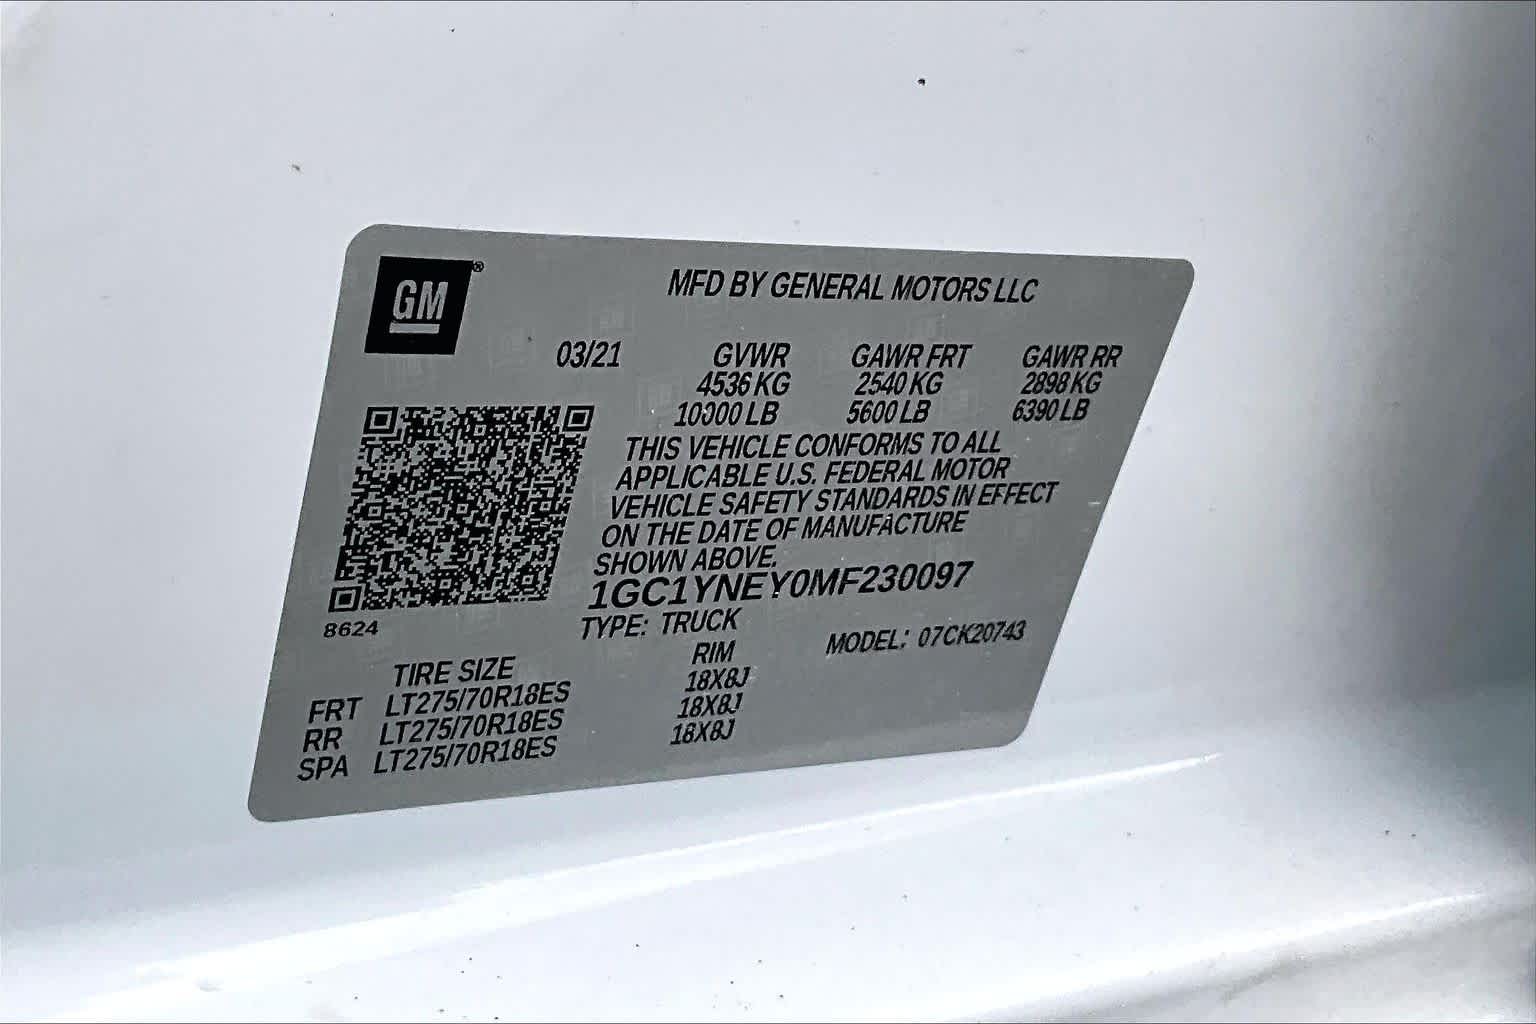 GM®
MFD BY GENERAL MOTORS LLC
03/21 GVWR GAWR FRT GAWR RR
4536 KG 2540 KG 2898 KG
10000 LB 5600 LB 6390 LB
THIS VEHICLE CONFORMS TO ALL
APPLICABLE U.S. FEDERAL MOTOR
VEHICLE SAFETY STANDARDS IN EFFECT
ON THE DATE OF MANUFACTURE
SHOWN ABOVE.
1GC1YNEY0MF230097
8624
TYPE: TRUCK MODEL: 07CK20743
TIRE SIZE RIM
FRT LT275/70R18ES 18X8J
RR LT275/70R18ES 18X8J
SPA LT275/70R18ES 18X8J